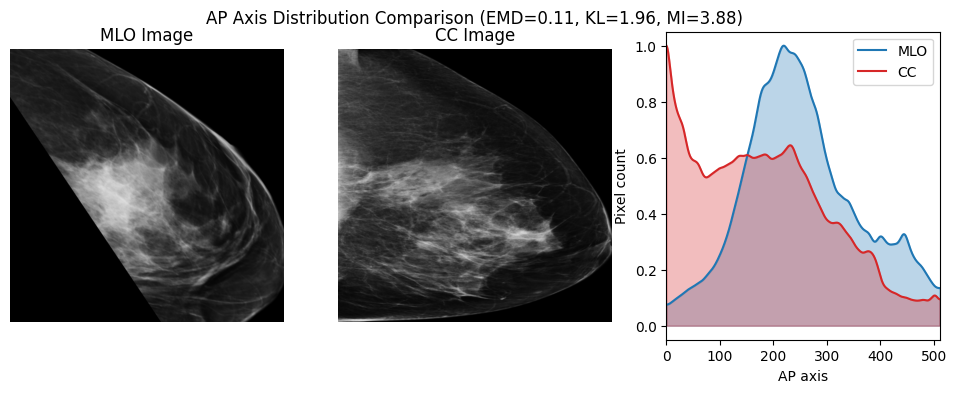 AP Axis Distribution Comparison (EMD=0.11, KL=1.96, MI=3.88)
MLO Image
CC Image
MLO
CC
Pixel count
1.0
0.8
0.6
0.4
0.2
0.0
0 100 200 300 400 500
AP axis